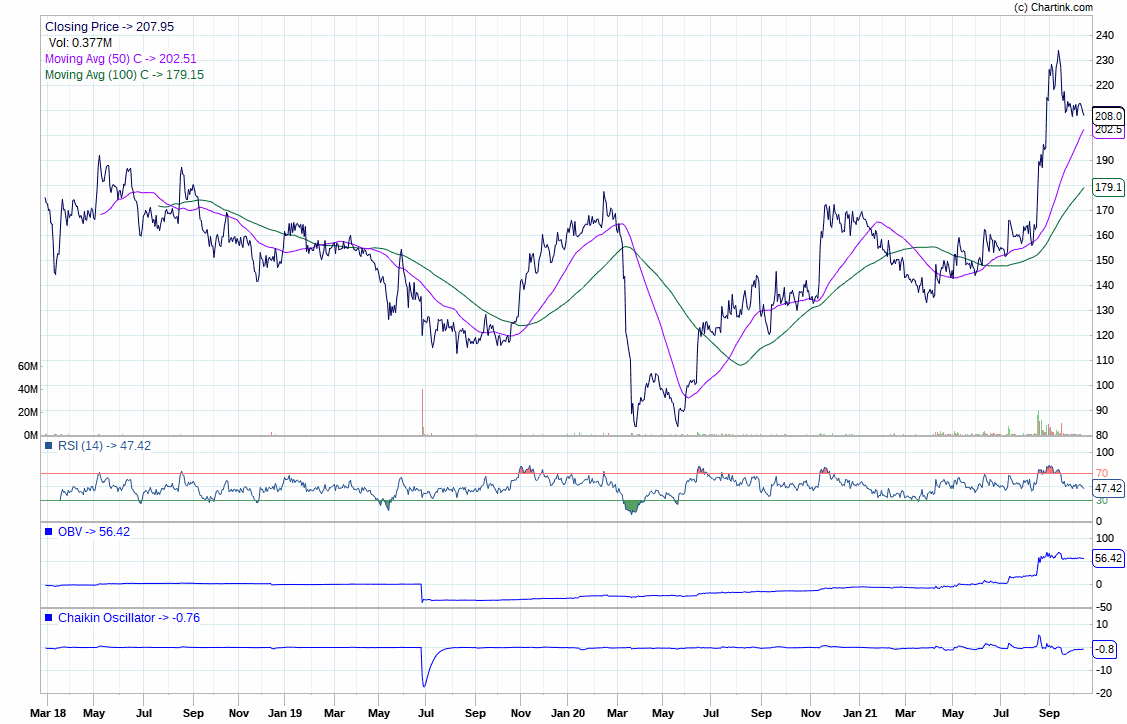 (c) Chartink.com
Closing Price -> 207.95
Vol: 0.377M
Moving Avg (50) C -> 202.51
Moving Avg (100) C -> 179.15
240
230
220
208.0
202.5
190
179.1
170
160
150
140
130
120
110
100
90
80
60M
40M
20M
0M
RSI (14) -> 47.42
100
70
47.42
30
0
OBV -> 56.42
100
56.42
0
-50
Chaikin Oscillator -> -0.76
10
-0.8
-10
-20
Mar 18 May Jul Sep Nov Jan 19 Mar May Jul Sep Nov Jan 20 Mar May Jul Sep Nov Jan 21 Mar May Jul Sep